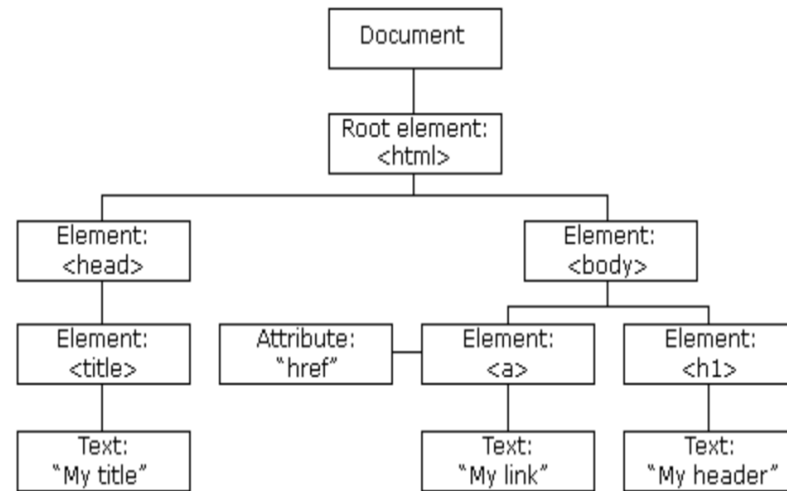 Document
Root element:
<html>
Element:
<head>
Element:
<body>
Element:
<title>
Attribute:
“href”
Element:
<a>
Element:
<h1>
Text:
“My title”
Text:
“My link”
Text:
“My header”